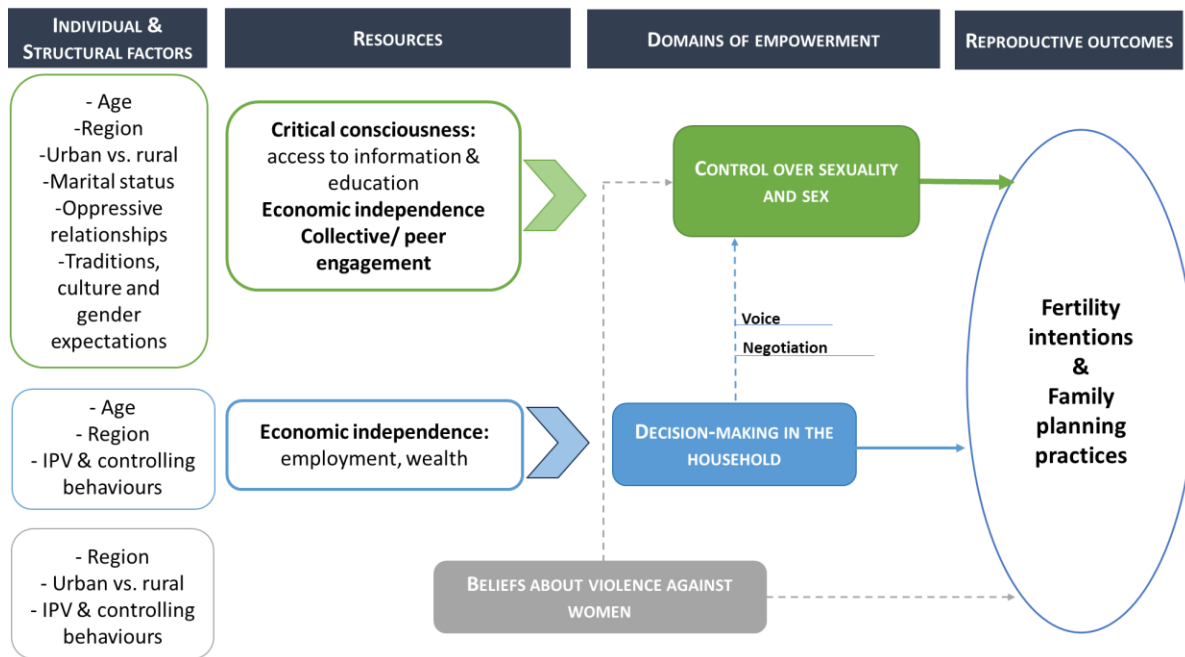 INDIVIDUAL &
STRUCTURAL FACTORS
RESOURCES
DOMAINS OF EMPOWERMENT
REPRODUCTIVE OUTCOMES
- Age
-Region
-Urban vs. rural
-Marital status
-Oppressive
relationships
-Traditions,
culture and
gender
expectations
Critical consciousness:
access to information &
education
Economic independence
Collective/ peer
engagement
CONTROL OVER SEXUALITY
AND SEX
Voice
Negotiation
Fertility
intentions
&
Family
planning
practices
- Age
- Region
- IPV & controlling
behaviours
Economic independence:
employment, wealth
DECISION-MAKING IN THE
HOUSEHOLD
- Region
- Urban vs. rural
- IPV & controlling
behaviours
BELIEFS ABOUT VIOLENCE AGAINST
WOMEN